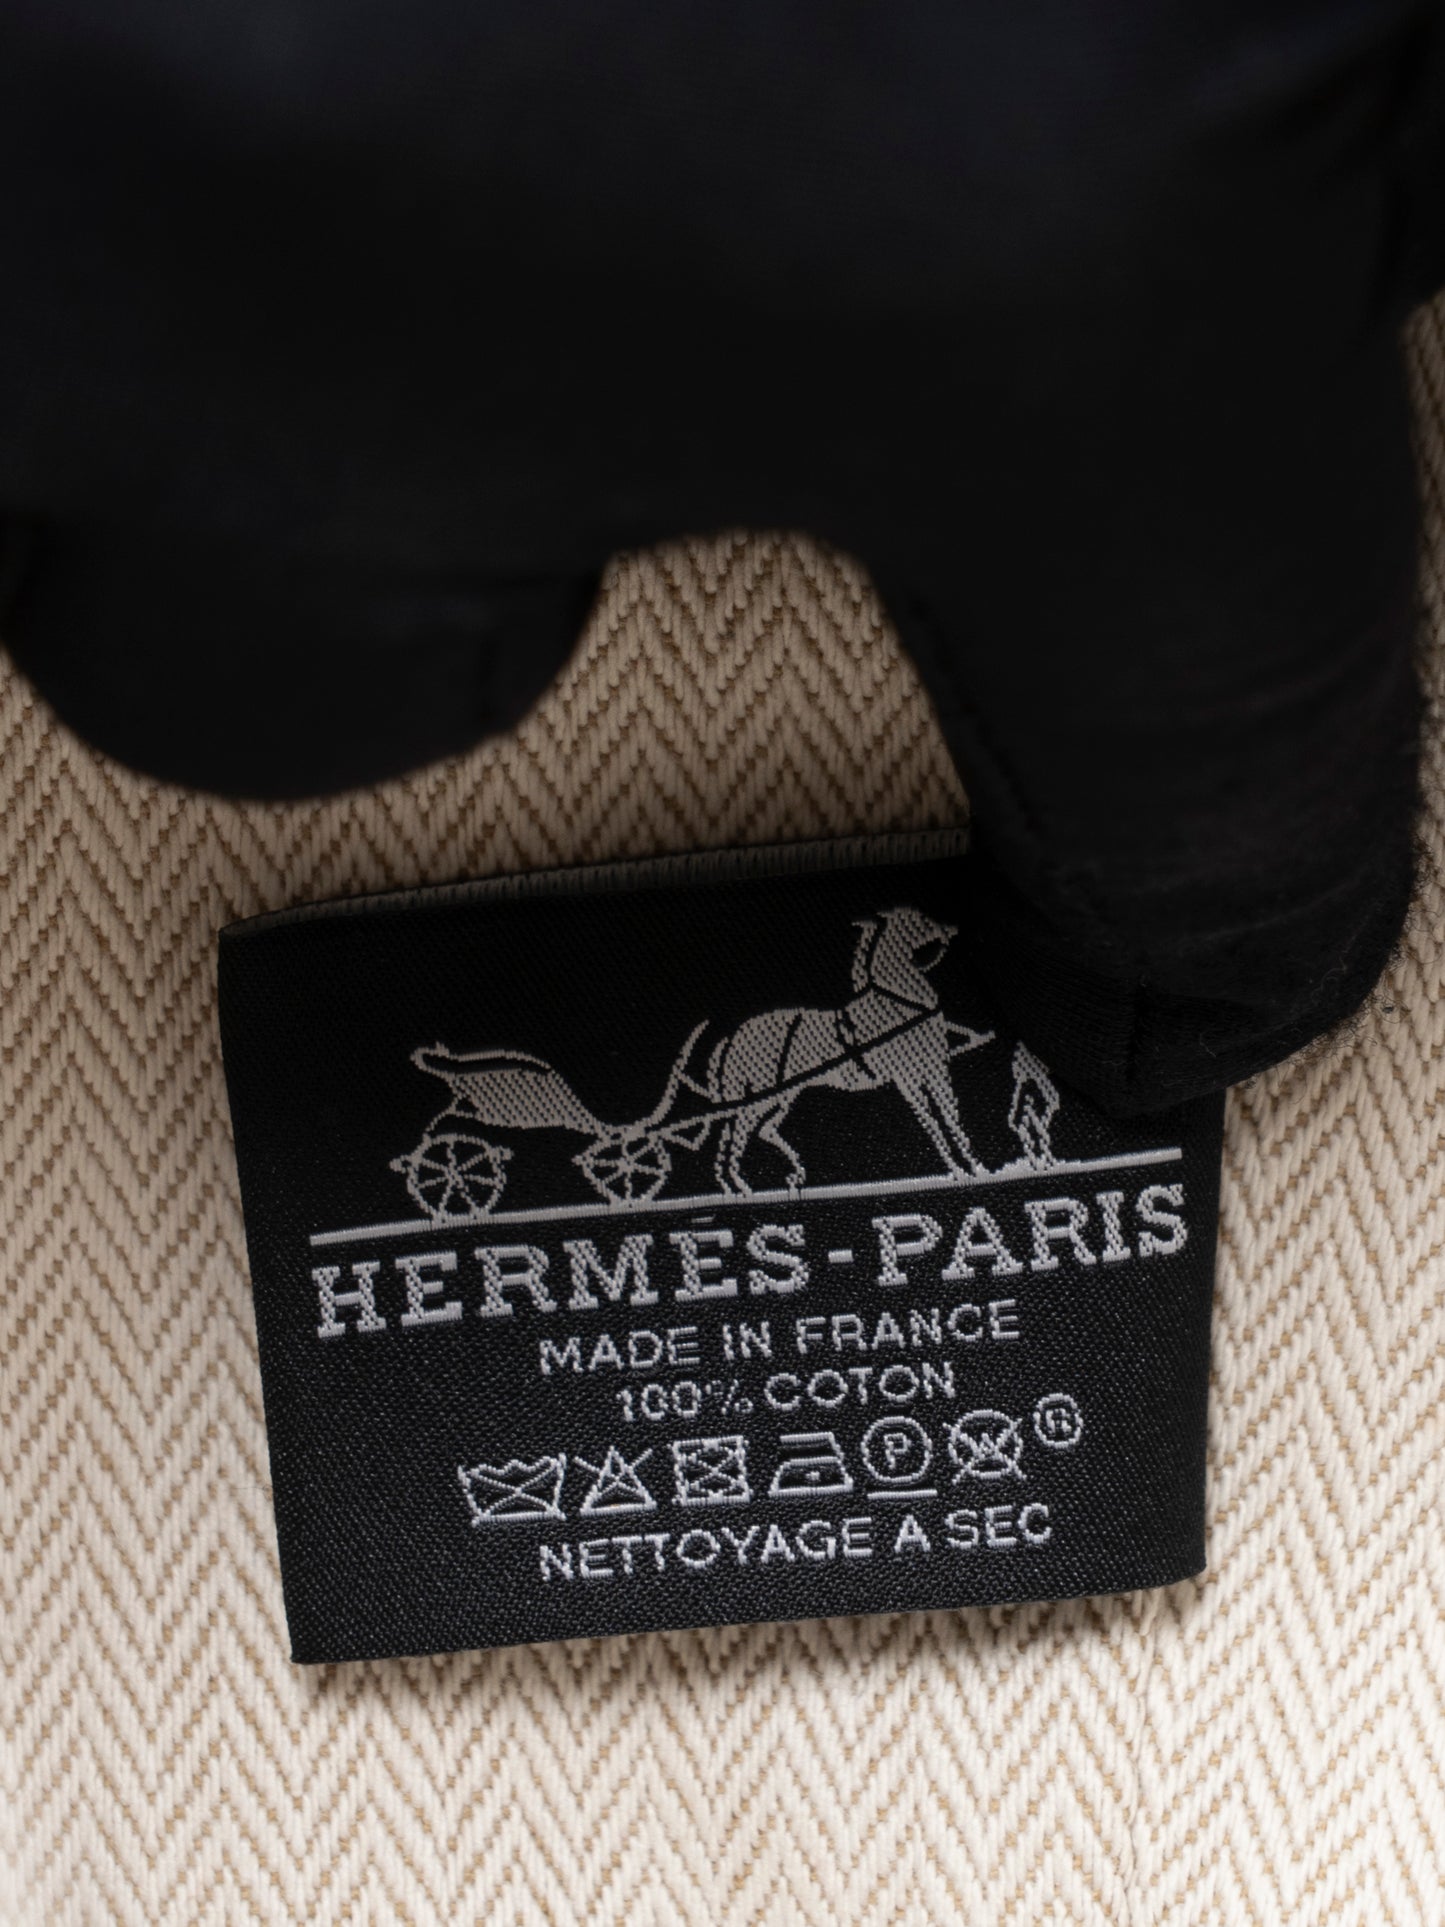 HERMÈS-PARIS
MADE IN FRANCE
100% COTON
P W ®
NETTOYAGE A SEC